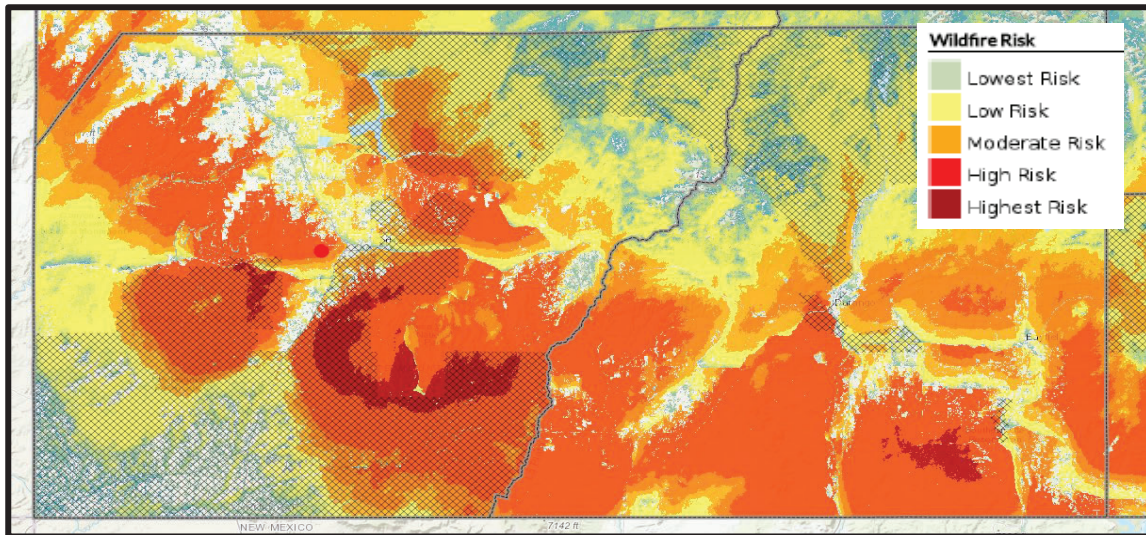 Wildfire Risk
Lowest Risk
Low Risk
Moderate Risk
High Risk
Highest Risk
NEW MEXICO
7142 ft